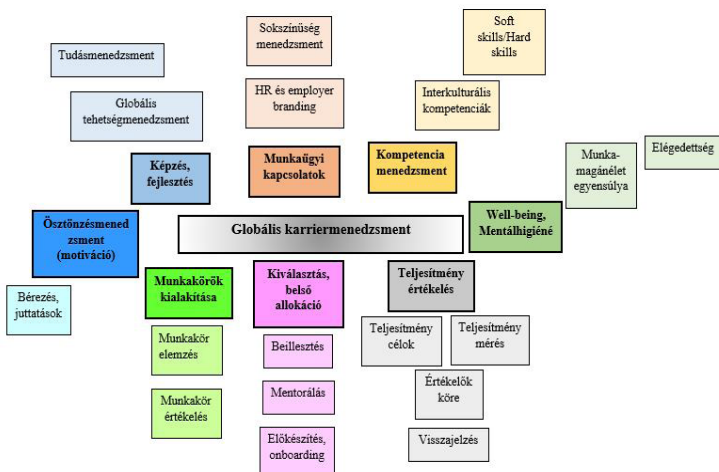 Sokszínűség
menedzsment
Soft
skills/Hard
skills
Tudásmenedzsment
Globális
tehetségmenedzsment
HR és employer
branding
Interkulturális
kompetenciák
Képzés,
fejlesztés
Munkaűgyi
kapcsolatok
Kompetencia
menedzsment
Munka-
magánélet
egyensúlya
Elégedettség
Ösztönzésmened
zsment
(motiváció)
Globális karriermenedzsment
Well-being,
Mentálhigiéné
Bérezés,
juttatások
Munkakörök
kialakítása
Kiválasztás,
belső
allokáció
Teljesítmény
értékelés
Munkakör
elemzés
Beillesztés
Teljesítmény
célok
Teljesítmény
mérés
Munkakör
értékelés
Mentorálás
Értékelők
köre
Előkészítés,
onboarding
Visszajelzés